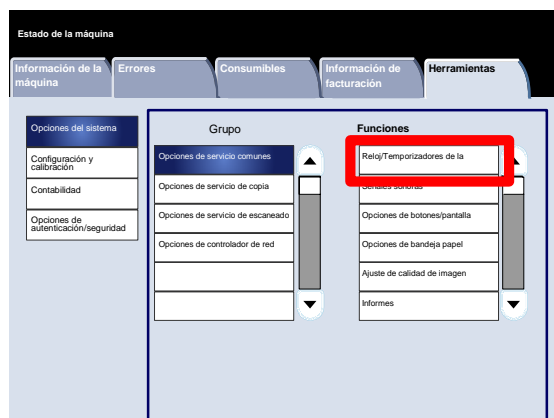 Estado de la máquina
Información de la
máquina
Errores
Consumibles
Información de
facturación
Herramientas
Opciones del sistema
Configuración y
calibración
Contabilidad
Opciones de
autenticación/seguridad
Grupo
Opciones de servicio comunes
Opciones de servicio de copia
Opciones de servicio de escaneado
Opciones de controlador de red
Funciones
Reloj/Temporizadores de la
Señales sonoras
Opciones de botones/pantalla
Opciones de bandeja papel
Ajuste de calidad de imagen
Informes